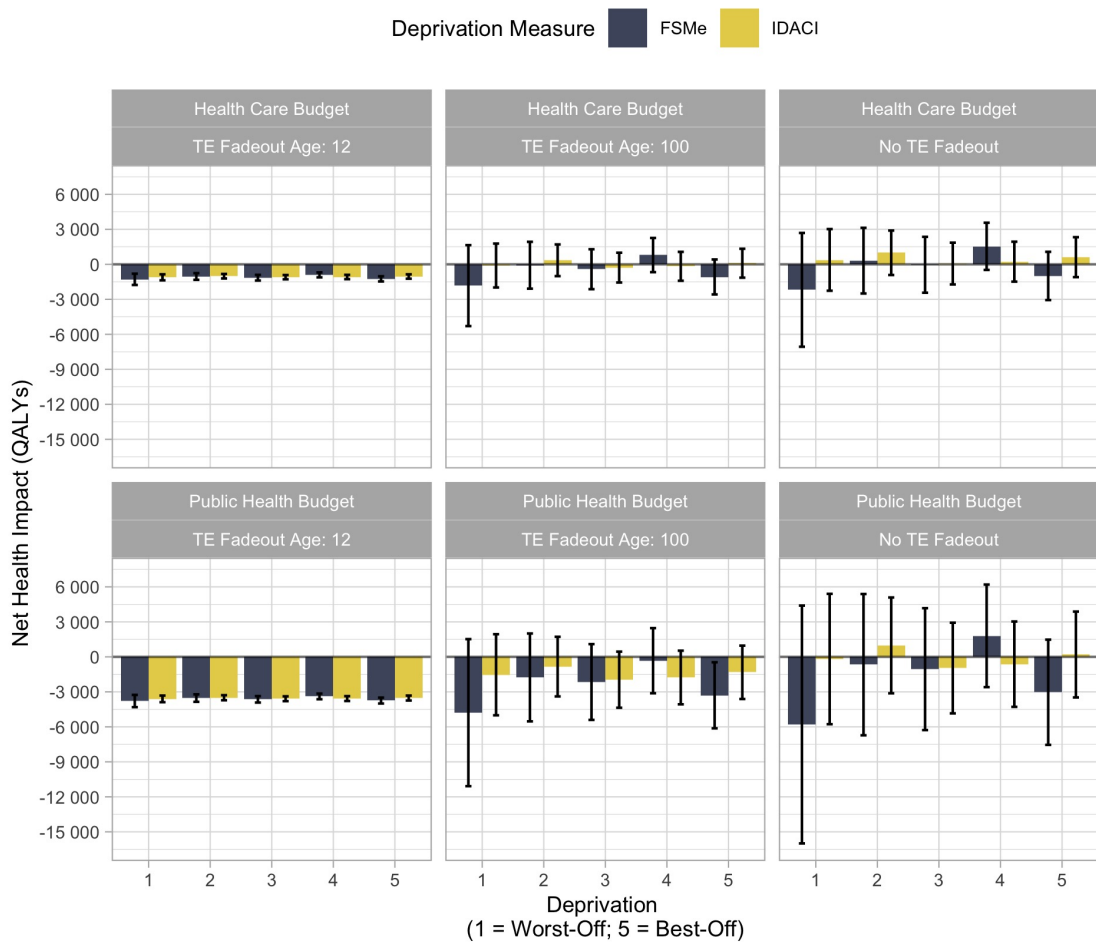 Deprivation Measure FSMe IDACI
Health Care Budget Health Care Budget Health Care Budget
TE Fadeout Age: 12 TE Fadeout Age: 100 No TE Fadeout
6 000
3 000
0
-3 000
-6 000
-9 000
-12 000
-15 000
Net Health Impact (QALYs)
Public Health Budget Public Health Budget Public Health Budget
TE Fadeout Age: 12 TE Fadeout Age: 100 No TE Fadeout
6 000
3 000
0
-3 000
-6 000
-9 000
-12 000
-15 000
1 2 3 4 5 1 2 3 4 5 1 2 3 4 5
Deprivation
(1 = Worst-Off; 5 = Best-Off)